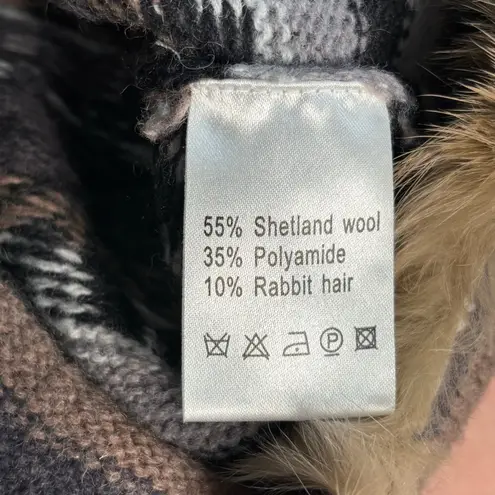 55% Shetland wool
35% Polyamide
10% Rabbit hair
P